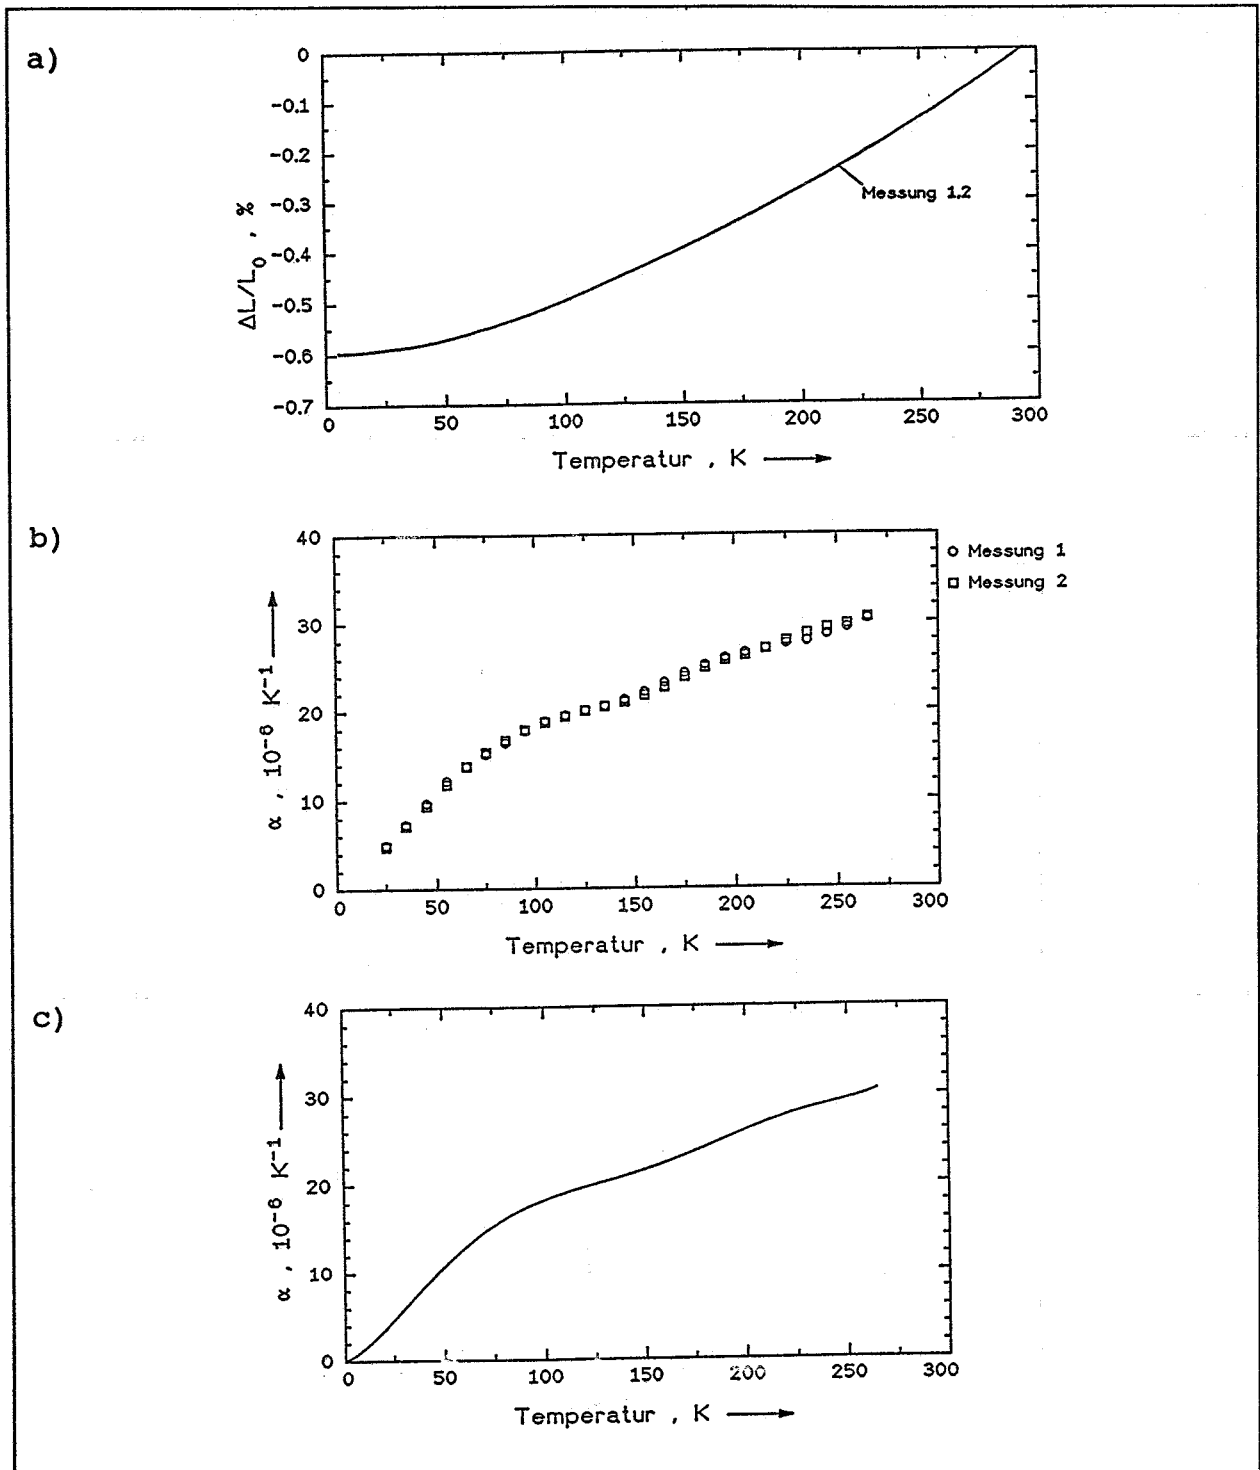 a)
0
-0.1
-0.2
-0.3
-0.4
-0.5
-0.6
-0.7
ΔL/L₀ , %
Messung 1,2
0 50 100 150 200 250 300
Temperatur , K
b)
40
30
20
10
0
α , 10⁻⁶ K⁻¹
○ Messung 1
□ Messung 2
0 50 100 150 200 250 300
Temperatur , K
c)
40
30
20
10
0
α , 10⁻⁶ K⁻¹
0 50 100 150 200 250 300
Temperatur , K